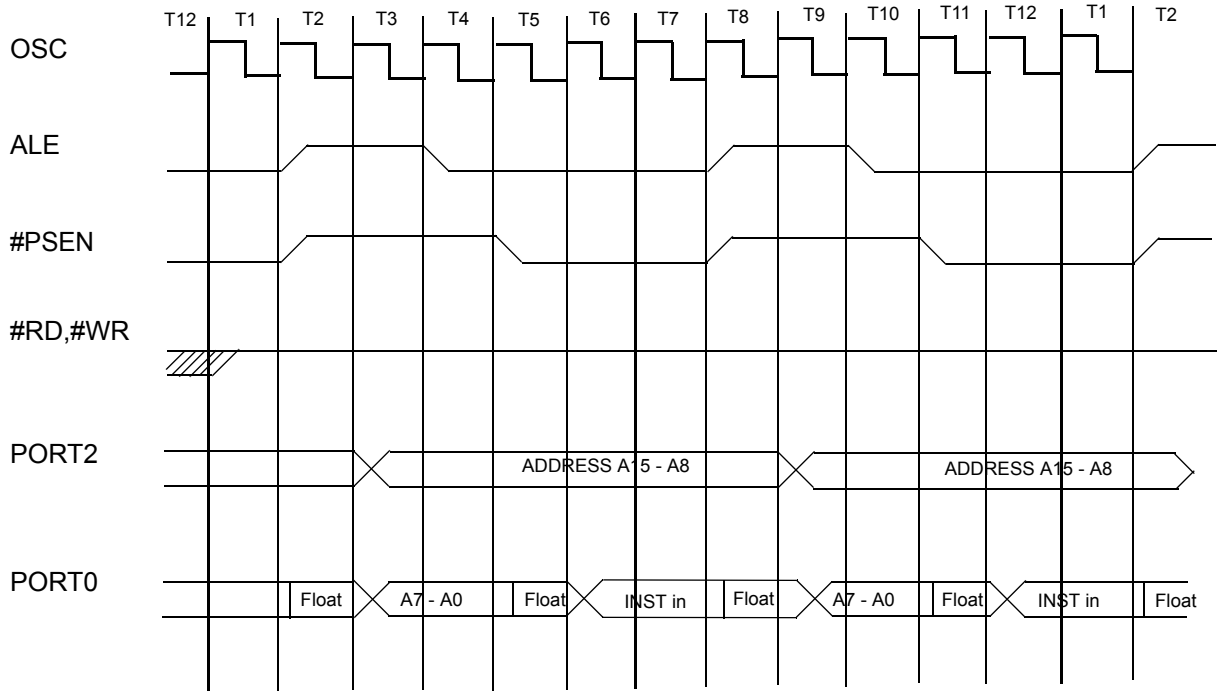 T12 T1 T2 T3 T4 T5 T6 T7 T8 T9 T10 T11 T12 T1 T2
OSC
ALE
#PSEN
#RD,#WR
PORT2 ADDRESS A15 - A8 ADDRESS A15 - A8
PORT0 Float A7 - A0 Float INST in Float A7 - A0 Float INST in Float